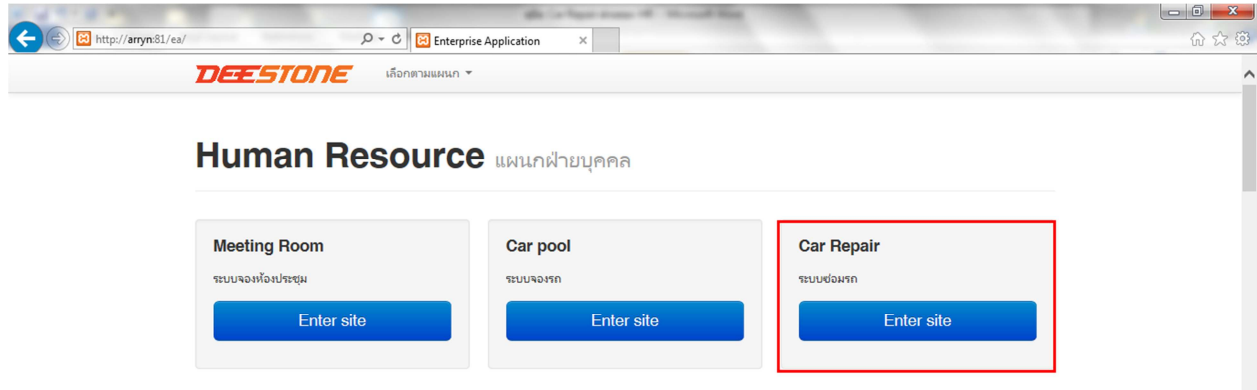 http://arryn:81/ea/
Enterprise Application
DEESTONE
เลือกตามแผนก
Human Resource แผนกฝ่ายบุคคล
Meeting Room
Car pool
Car Repair
ระบบจองห้องประชุม
ระบบจองรถ
ระบบซ่อมรถ
Enter site
Enter site
Enter site